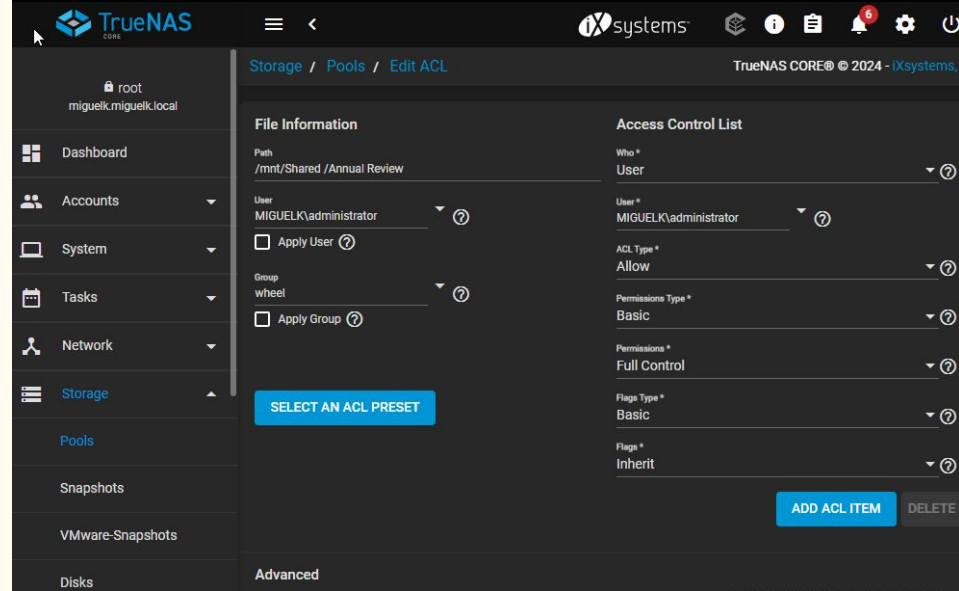 TrueNAS
CORE
iXsystems
6
root
miguelk.miguelk.local
Storage / Pools / Edit ACL
TrueNAS CORE® © 2024 - iXsystems,
Dashboard
Accounts
System
Tasks
Network
Storage
Pools
Snapshots
VMware-Snapshots
Disks
File Information
Path
/mnt/Shared /Annual Review
User
MIGUELK\administrator
Apply User
Group
wheel
Apply Group
SELECT AN ACL PRESET
Access Control List
Who *
User
User *
MIGUELK\administrator
ACL Type *
Allow
Permissions Type *
Basic
Permissions *
Full Control
Flags Type *
Basic
Flags *
Inherit
ADD ACL ITEM
DELETE
Advanced